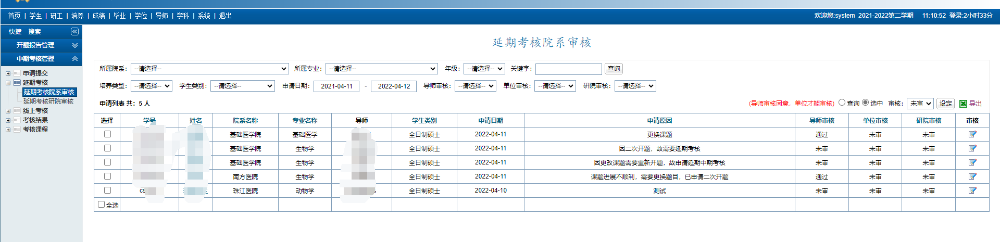 首页 | 学生 | 研工 | 培养 | 成绩 | 毕业 | 学位 | 导师 | 学科 | 系统 | 退出
欢迎您:system 2021-2022第二学期 11:10:52 登录:2小时33分
快捷 搜索
开题报告管理
中期考核管理
申请提交
延期考核
延期考核院系审核
延期考核研院审核
线上考核
考核结果
考核课程
延期考核院系审核
所属院系: --请选择-- 所属专业: --请选择-- 年级: --请选择-- 关键字: 查询
培养类型: --请选择-- 学生类别: --请选择-- 申请日期: 2021-04-11 - 2022-04-12 导师审核: --请选择-- 单位审核: --请选择-- 研院审核: --请选择--
申请列表 共: 5 人 (导师审核同意, 单位才能审核) 查询 选中 审核: 未审 设定 导出
选择 学号 姓名 院系名称 专业名称 导师 学生类别 申请日期 申请原因 导师审核 单位审核 研院审核 审核
基础医学院 基础医学 全日制硕士 2022-04-11 更换课题 通过 未审 未审
基础医学院 生物学 全日制硕士 2022-04-11 因二次开题，故需要延期考核 未审 未审 未审
基础医学院 生物学 全日制硕士 2022-04-11 因更改课题需要重新开题，故申请延期中期考核 未审 未审 未审
南方医院 生物学 全日制硕士 2022-04-11 课题进展不顺利，需要更换题目，已申请二次开题 通过 未审 未审
珠江医院 动物学 全日制硕士 2022-04-10 测试 未审 未审 未审
全选